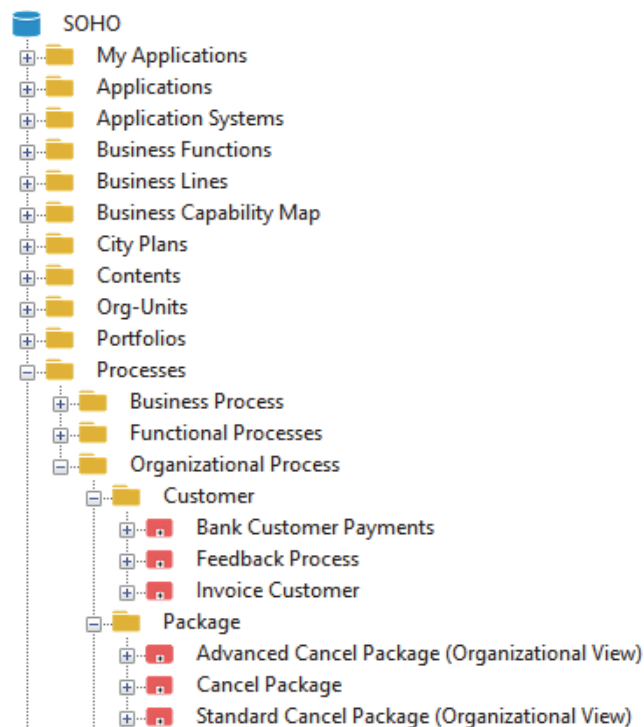 SOHO
My Applications
Applications
Application Systems
Business Functions
Business Lines
Business Capability Map
City Plans
Contents
Org-Units
Portfolios
Processes
Business Process
Functional Processes
Organizational Process
Customer
Bank Customer Payments
Feedback Process
Invoice Customer
Package
Advanced Cancel Package (Organizational View)
Cancel Package
Standard Cancel Package (Organizational View)